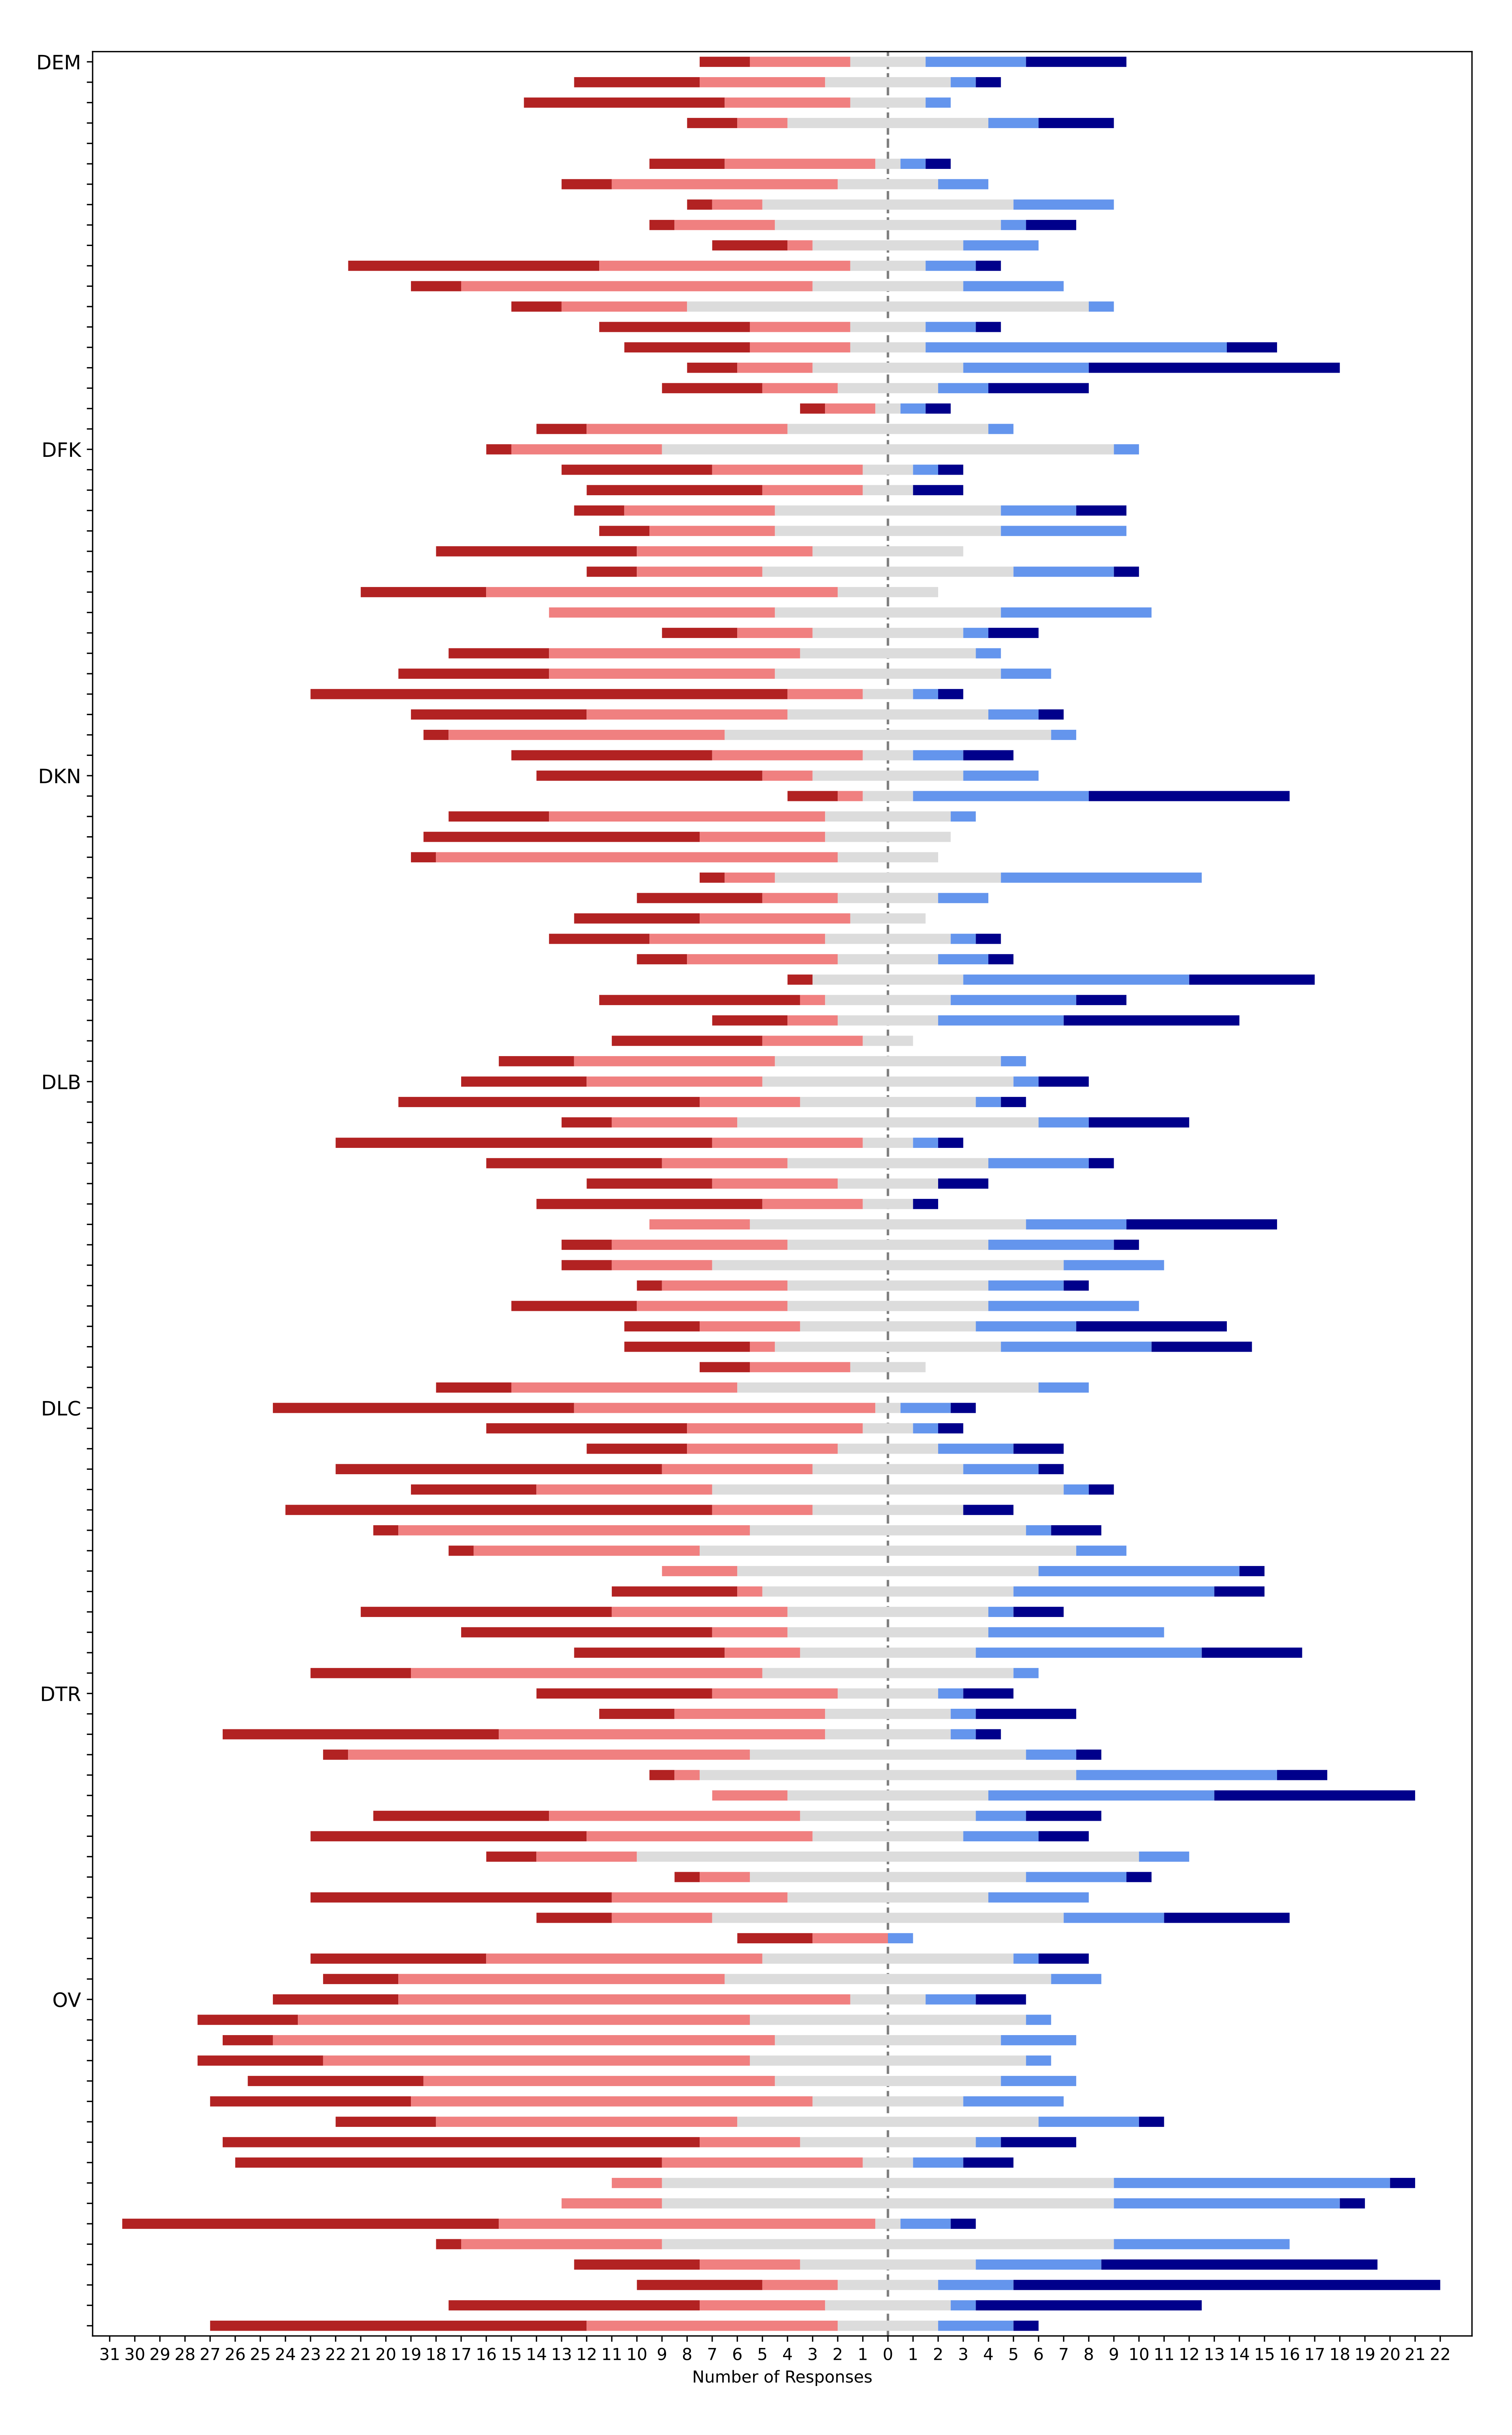 DEM
DFK
DKN
DLB
DLC
DTR
OV
31 30 29 28 27 26 25 24 23 22 21 20 19 18 17 16 15 14 13 12 11 10 9 8 7 6 5 4 3 2 1 0 1 2 3 4 5 6 7 8 9 10 11 12 13 14 15 16 17 18 19 20 21 22
Number of Responses